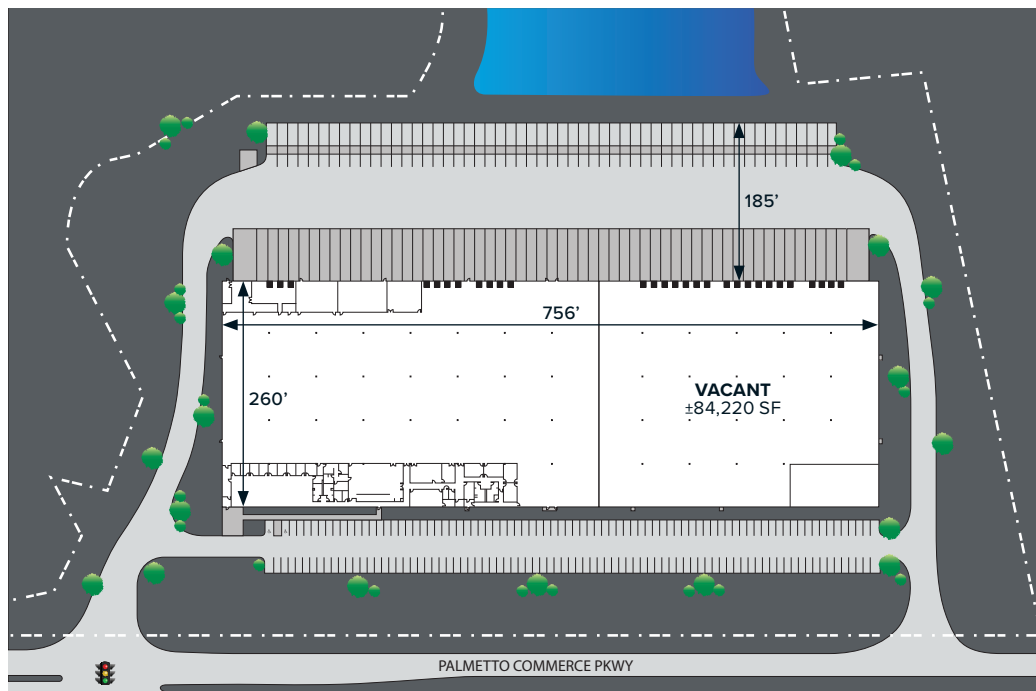 185’
756’
VACANT
±84,220 SF
260’
PALMETTO COMMERCE PKWY